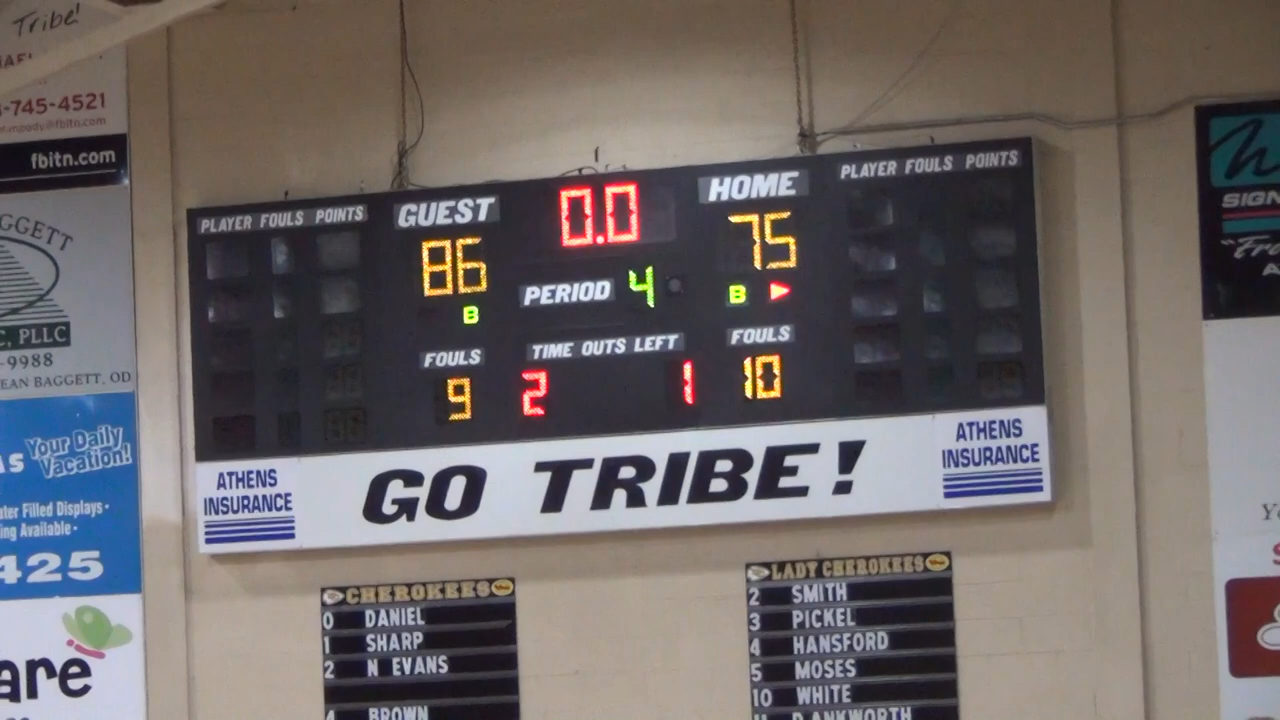 Tribe!
-745-4521
fbitn.com
C, PLLC
-9988
EAN BAGGETT, OD
Your Daily
Vacation!
ater Filled Displays ·
ing Available ·
425
are
PLAYER FOULS POINTS
GUEST
0.0
HOME
PLAYER FOULS POINTS
86
75
PERIOD 4
B
B
FOULS
TIME OUTS LEFT
FOULS
9
2
1
10
ATHENS
INSURANCE
GO TRIBE!
ATHENS
INSURANCE
CHEROKEES
0 DANIEL
1 SHARP
2 N EVANS
4 BROWN
LADY CHEROKEES
2 SMITH
3 PICKEL
4 HANSFORD
5 MOSES
10 WHITE
SIGN